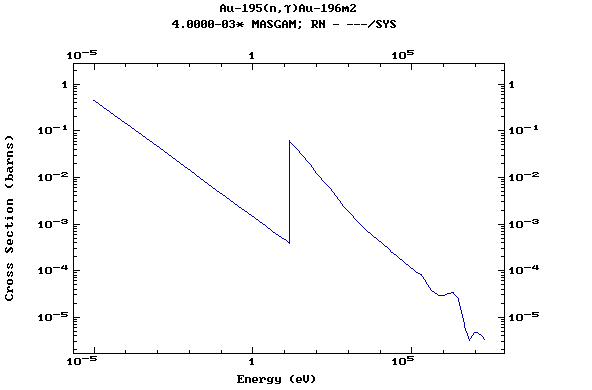 Au-195(n,γ)Au-196m2
4.0000-03* MASGAM; RN - ---/SYS
10⁻⁵ 1 10⁵
1 1
10⁻¹ 10⁻¹
10⁻² 10⁻²
10⁻³ 10⁻³
10⁻⁴ 10⁻⁴
10⁻⁵ 10⁻⁵
10⁻⁵ 1 10⁵
Cross Section (barns)
Energy (eV)